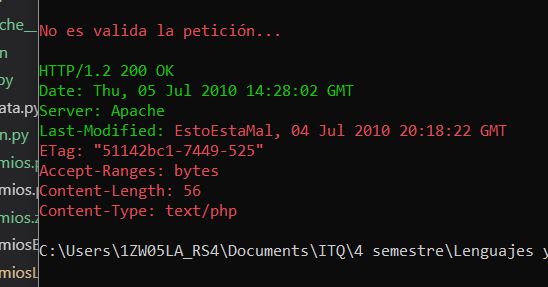 che__
No es valida la petición...
n
HTTP/1.2 200 OK
py
Date: Thu, 05 Jul 2010 14:28:02 GMT
ata.py
Server: Apache
n.py
Last-Modified: EstoEstaMal, 04 Jul 2010 20:18:22 GMT
ETag: "51142bc1-7449-525"
mios.p
Accept-Ranges: bytes
mios.p
Content-Length: 56
mios.z
Content-Type: text/php
miosE
C:\Users\1ZW05LA_RS4\Documents\ITQ\4 semestre\Lenguajes y
miosL